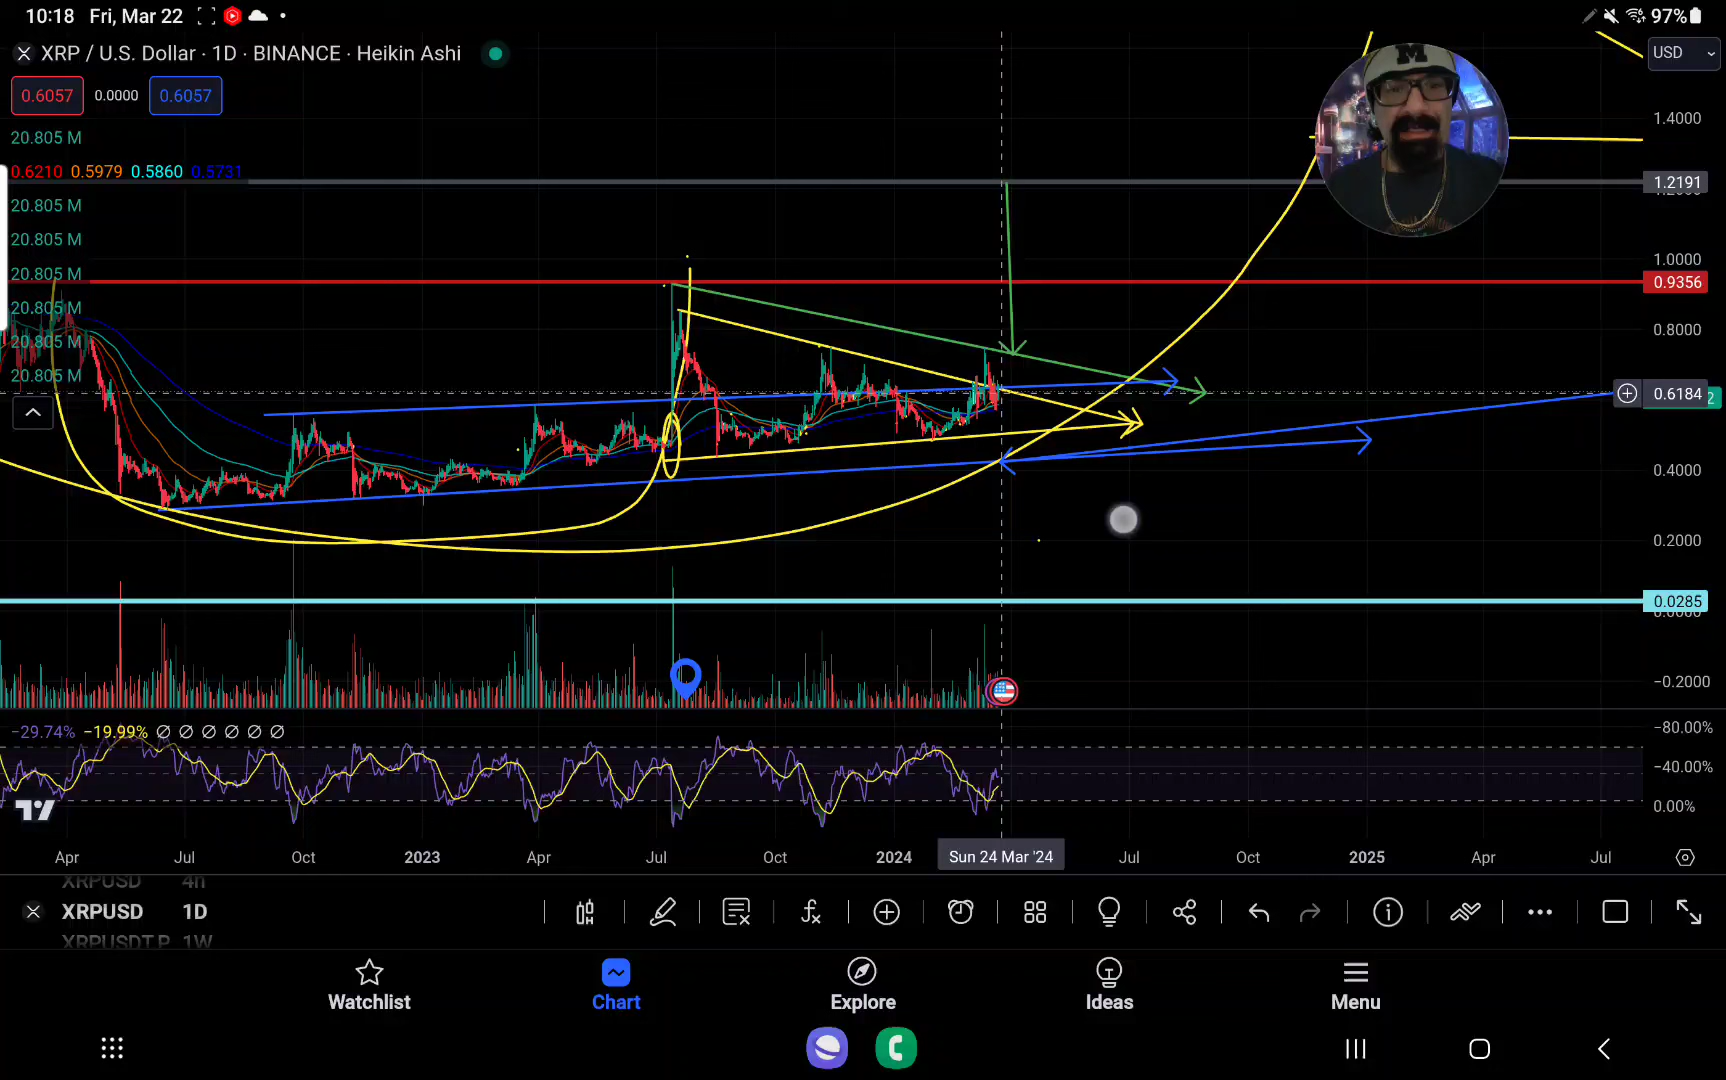 10:18 Fri, Mar 22
97%
XRP / U.S. Dollar · 1D · BINANCE · Heikin Ashi
USD
0.6057 0.0000 0.6057
20.805 M
0.6210 0.5979 0.5860 0.5731
20.805 M
20.805 M
20.805 M
20.805 M
20.805 M
20.805 M
M
1.4000
1.2191
1.0000
0.9356
0.8000
0.6184
2
0.4000
0.2000
0.0285
−0.2000
−29.74% −19.99% ∅ ∅ ∅ ∅ ∅ ∅
−80.00%
−40.00%
0.00%
Apr Jul Oct 2023 Apr Jul Oct 2024 Sun 24 Mar '24 Jul Oct 2025 Apr Jul
XRPUSD 4h
XRPUSD 1D
XRPUSDT.P 1W
Watchlist Chart Explore Ideas Menu